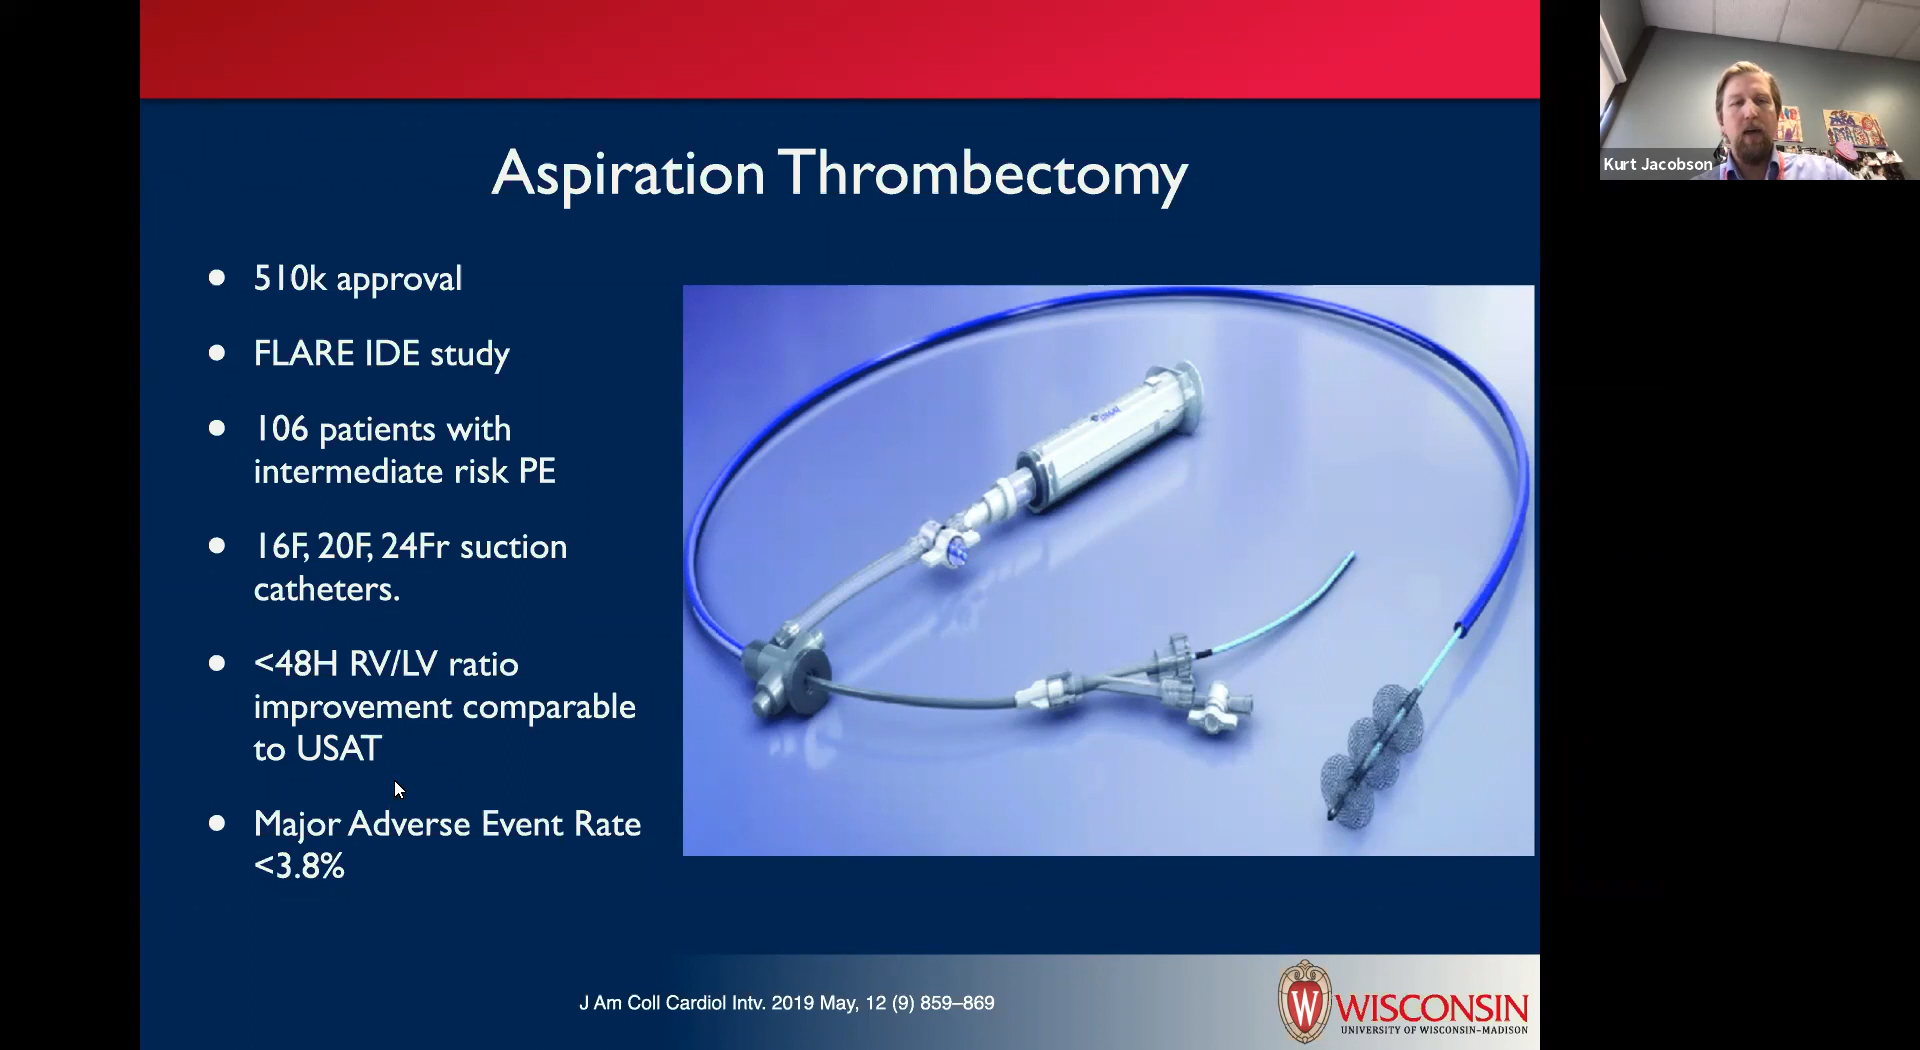 Aspiration Thrombectomy
510k approval
FLARE IDE study
106 patients with
intermediate risk PE
16F, 20F, 24Fr suction
catheters.
<48H RV/LV ratio
improvement comparable
to USAT
Major Adverse Event Rate
<3.8%
J Am Coll Cardiol Intv. 2019 May, 12 (9) 859–869
W
WISCONSIN
UNIVERSITY OF WISCONSIN–MADISON
Kurt Jacobson